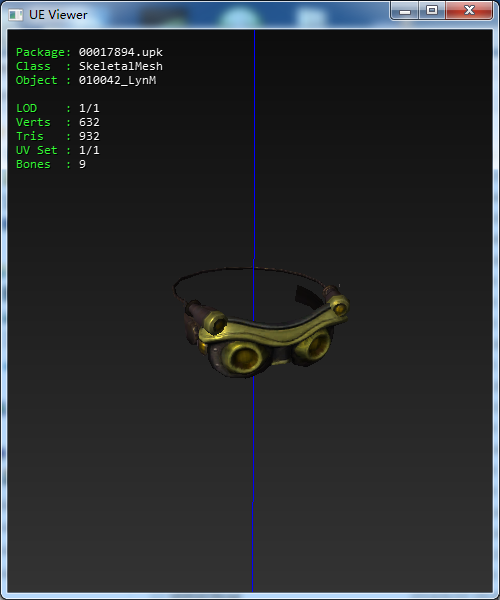 UE Viewer
Package: 00017894.upk
Class : SkeletalMesh
Object : 010042_LynM
LOD : 1/1
Verts : 632
Tris : 932
UV Set : 1/1
Bones : 9